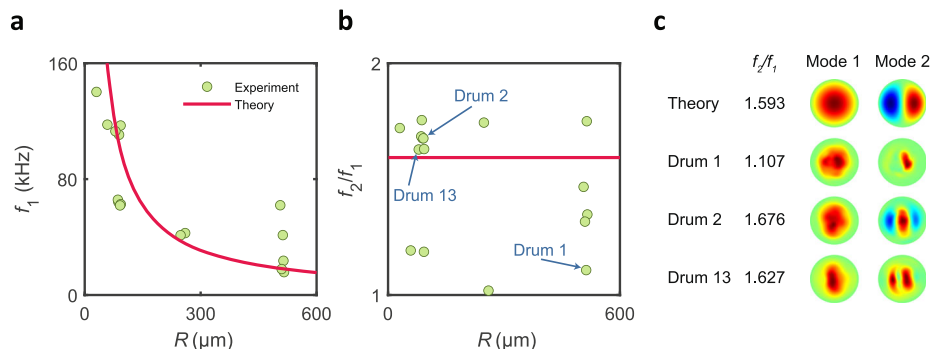 a
160
80
0
0
300
600
f1 (kHz)
R (μm)
Experiment
Theory
b
2
1
0
300
600
f2/f1
R (μm)
Drum 2
Drum 13
Drum 1
c
f2/f1 Mode 1 Mode 2
Theory 1.593
Drum 1 1.107
Drum 2 1.676
Drum 13 1.627